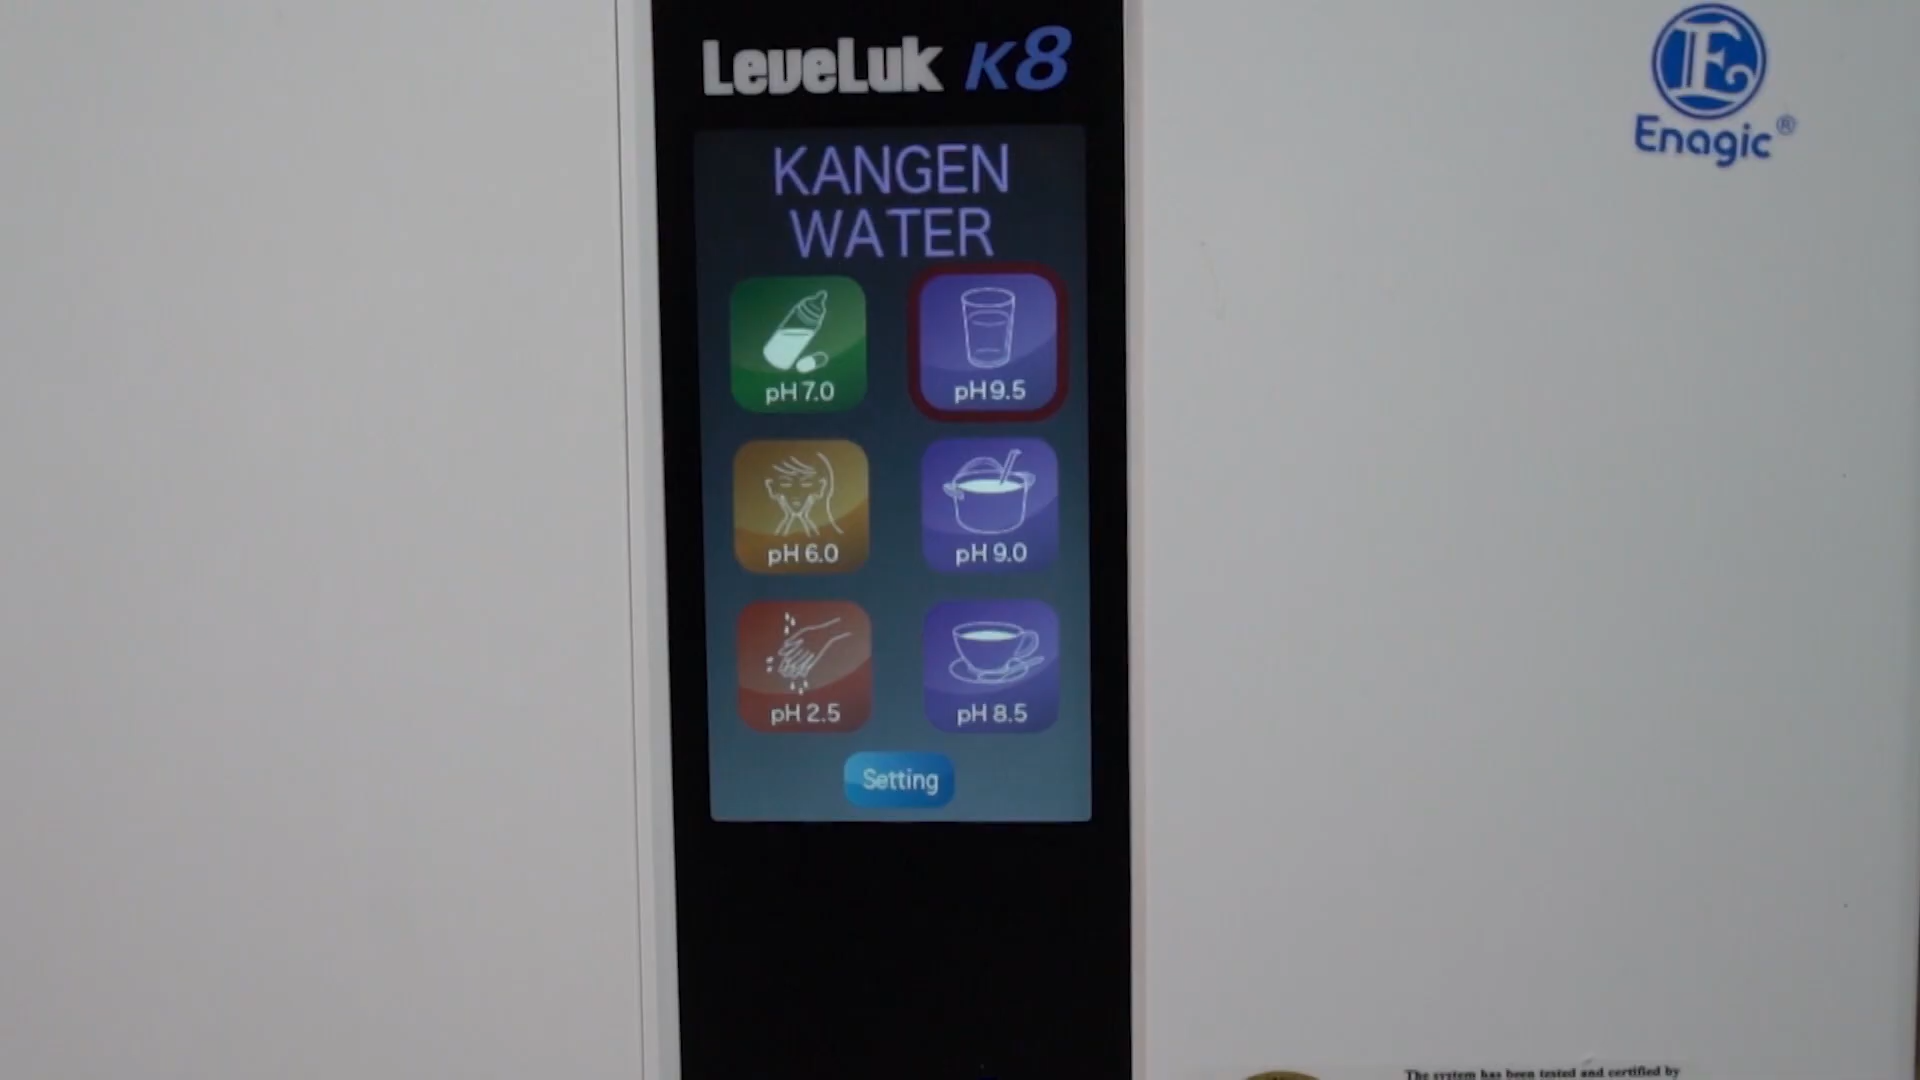 LeveLuk K8
Enagic®
KANGEN
WATER
pH 7.0
pH 9.5
pH 6.0
pH 9.0
pH 2.5
pH 8.5
Setting
The system has been tested and certified by